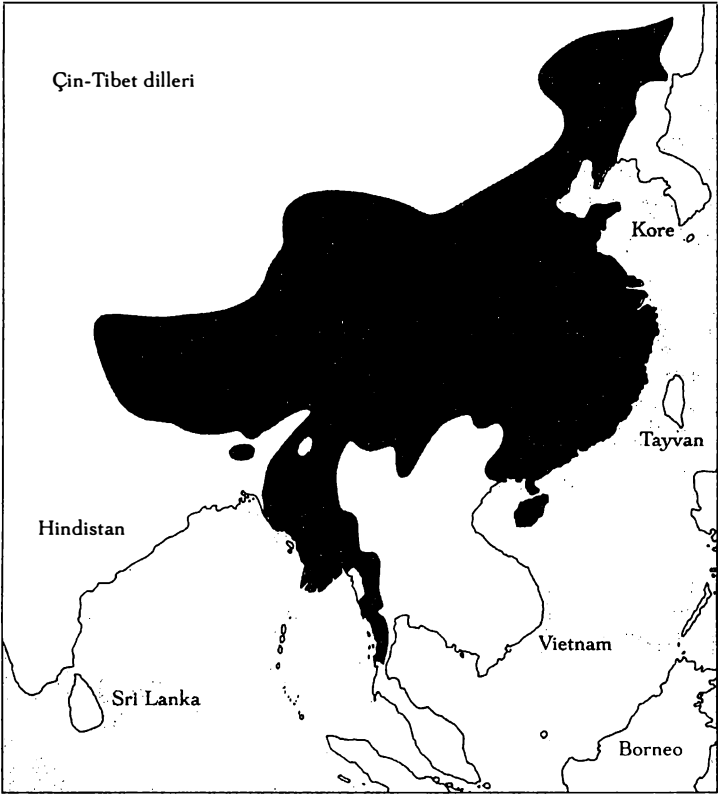 Çin-Tibet dilleri
Kore
Tayvan
Hindistan
Vietnam
Sri Lanka
Borneo